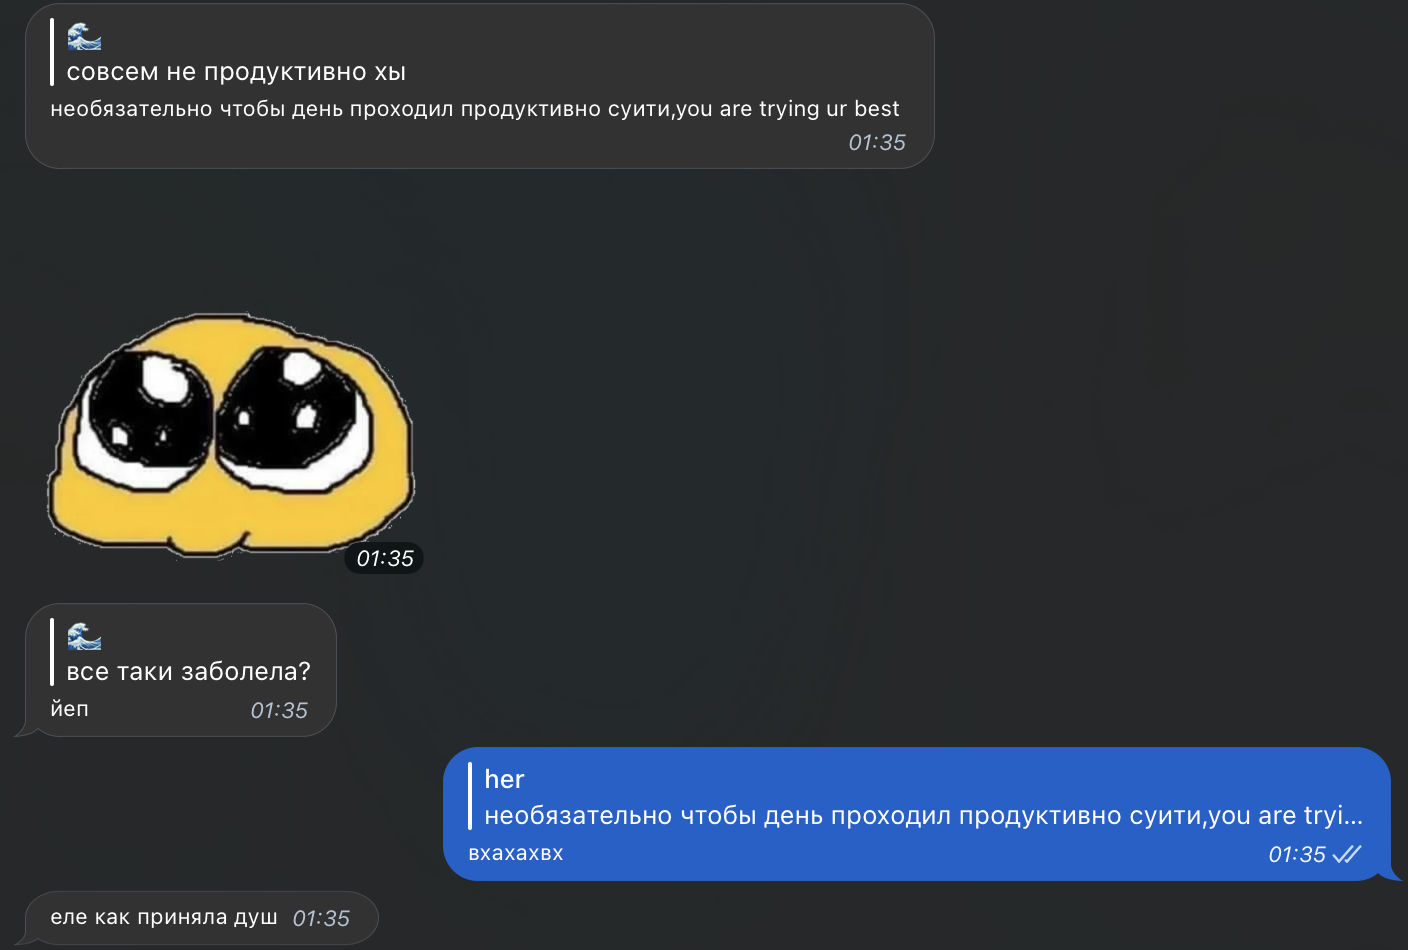 🌊
совсем не продуктивно хы
необязательно чтобы день проходил продуктивно суити,you are trying ur best
01:35
01:35
🌊
все таки заболела?
йеп 01:35
her
необязательно чтобы день проходил продуктивно суити,you are tryi...
вхахахвх 01:35
еле как приняла душ 01:35